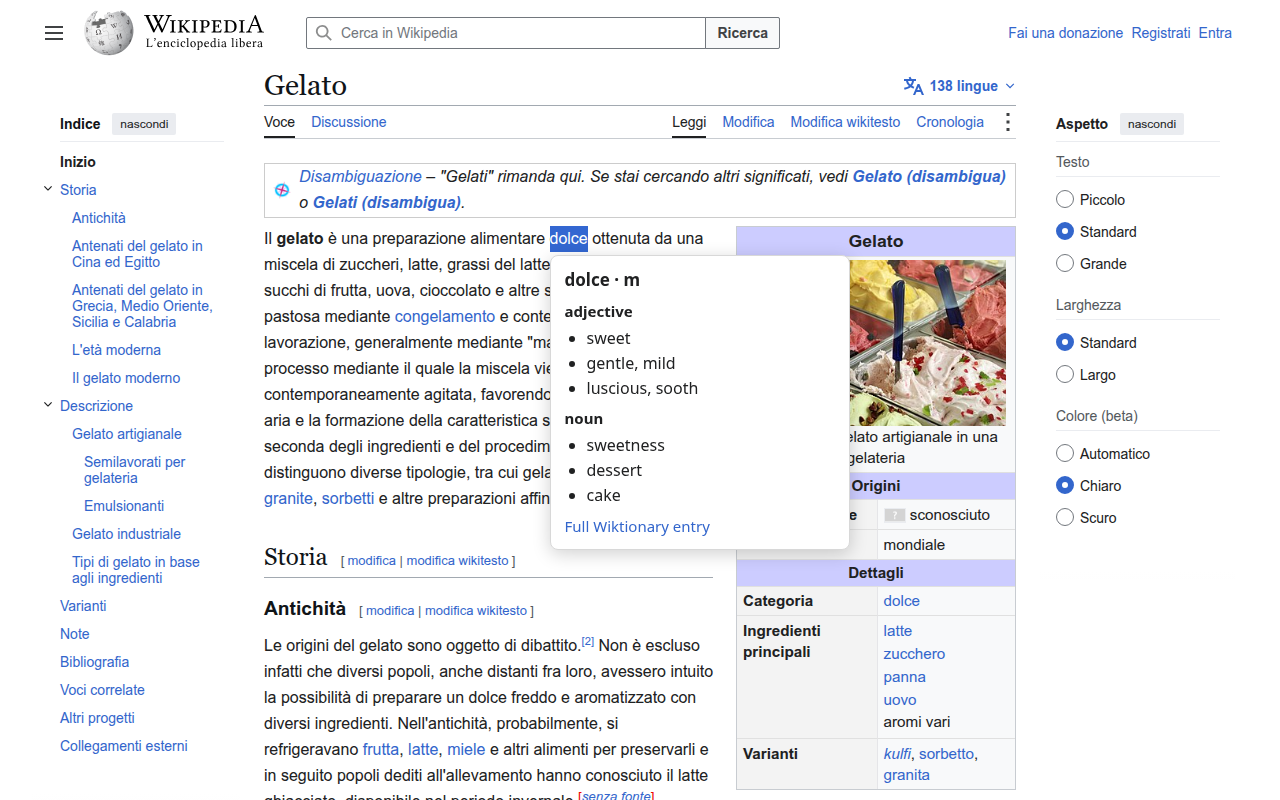 WIKIPEDIA
L'enciclopedia libera
Cerca in Wikipedia
Ricerca
Fai una donazione Registrati Entra
Indice nascondi
Inizio
Storia
Antichità
Antenati del gelato in
Cina ed Egitto
Antenati del gelato in
Grecia, Medio Oriente,
Sicilia e Calabria
L'età moderna
Il gelato moderno
Descrizione
Gelato artigianale
Semilavorati per
gelateria
Emulsionanti
Gelato industriale
Tipi di gelato in base
agli ingredienti
Varianti
Note
Bibliografia
Voci correlate
Altri progetti
Collegamenti esterni
Gelato
138 lingue
Voce Discussione
Leggi Modifica Modifica wikitesto Cronologia
Disambiguazione – "Gelati" rimanda qui. Se stai cercando altri significati, vedi Gelato (disambigua)
o Gelati (disambigua).
Il gelato è una preparazione alimentare dolce ottenuta da una
miscela di zuccheri, latte, grassi del latte
succhi di frutta, uova, cioccolato e altre
pastosa mediante congelamento e
lavorazione, generalmente mediante
processo mediante il quale la miscela
contemporaneamente agitata,
aria e la formazione della caratteristica
seconda degli ingredienti e del
distinguono diverse tipologie, tra cui
granite, sorbetti e altre preparazioni
dolce · m
adjective
sweet
gentle, mild
luscious, sooth
noun
sweetness
dessert
cake
Full Wiktionary entry
Storia [ modifica | modifica wikitesto ]
Antichità [ modifica | modifica wikitesto ]
Le origini del gelato sono oggetto di dibattito.[2] Non è escluso
infatti che diversi popoli, anche distanti fra loro, avessero intuito
la possibilità di preparare un dolce freddo e aromatizzato con
diversi ingredienti. Nell'antichità, probabilmente, si
refrigeravano frutta, latte, miele e altri alimenti per preservarli e
in seguito popoli dediti all'allevamento hanno conosciuto il latte
ghiacciato, disponibile nel periodo invernale.[senza fonte]
Gelato
artigianale in una
gelateria
Origini
? sconosciuto
mondiale
Dettagli
Categoria dolce
Ingredienti
principali
latte
zucchero
panna
uovo
aromi vari
Varianti kulfi, sorbetto,
granita
Aspetto nascondi
Testo
Piccolo
Standard
Grande
Larghezza
Standard
Largo
Colore (beta)
Automatico
Chiaro
Scuro